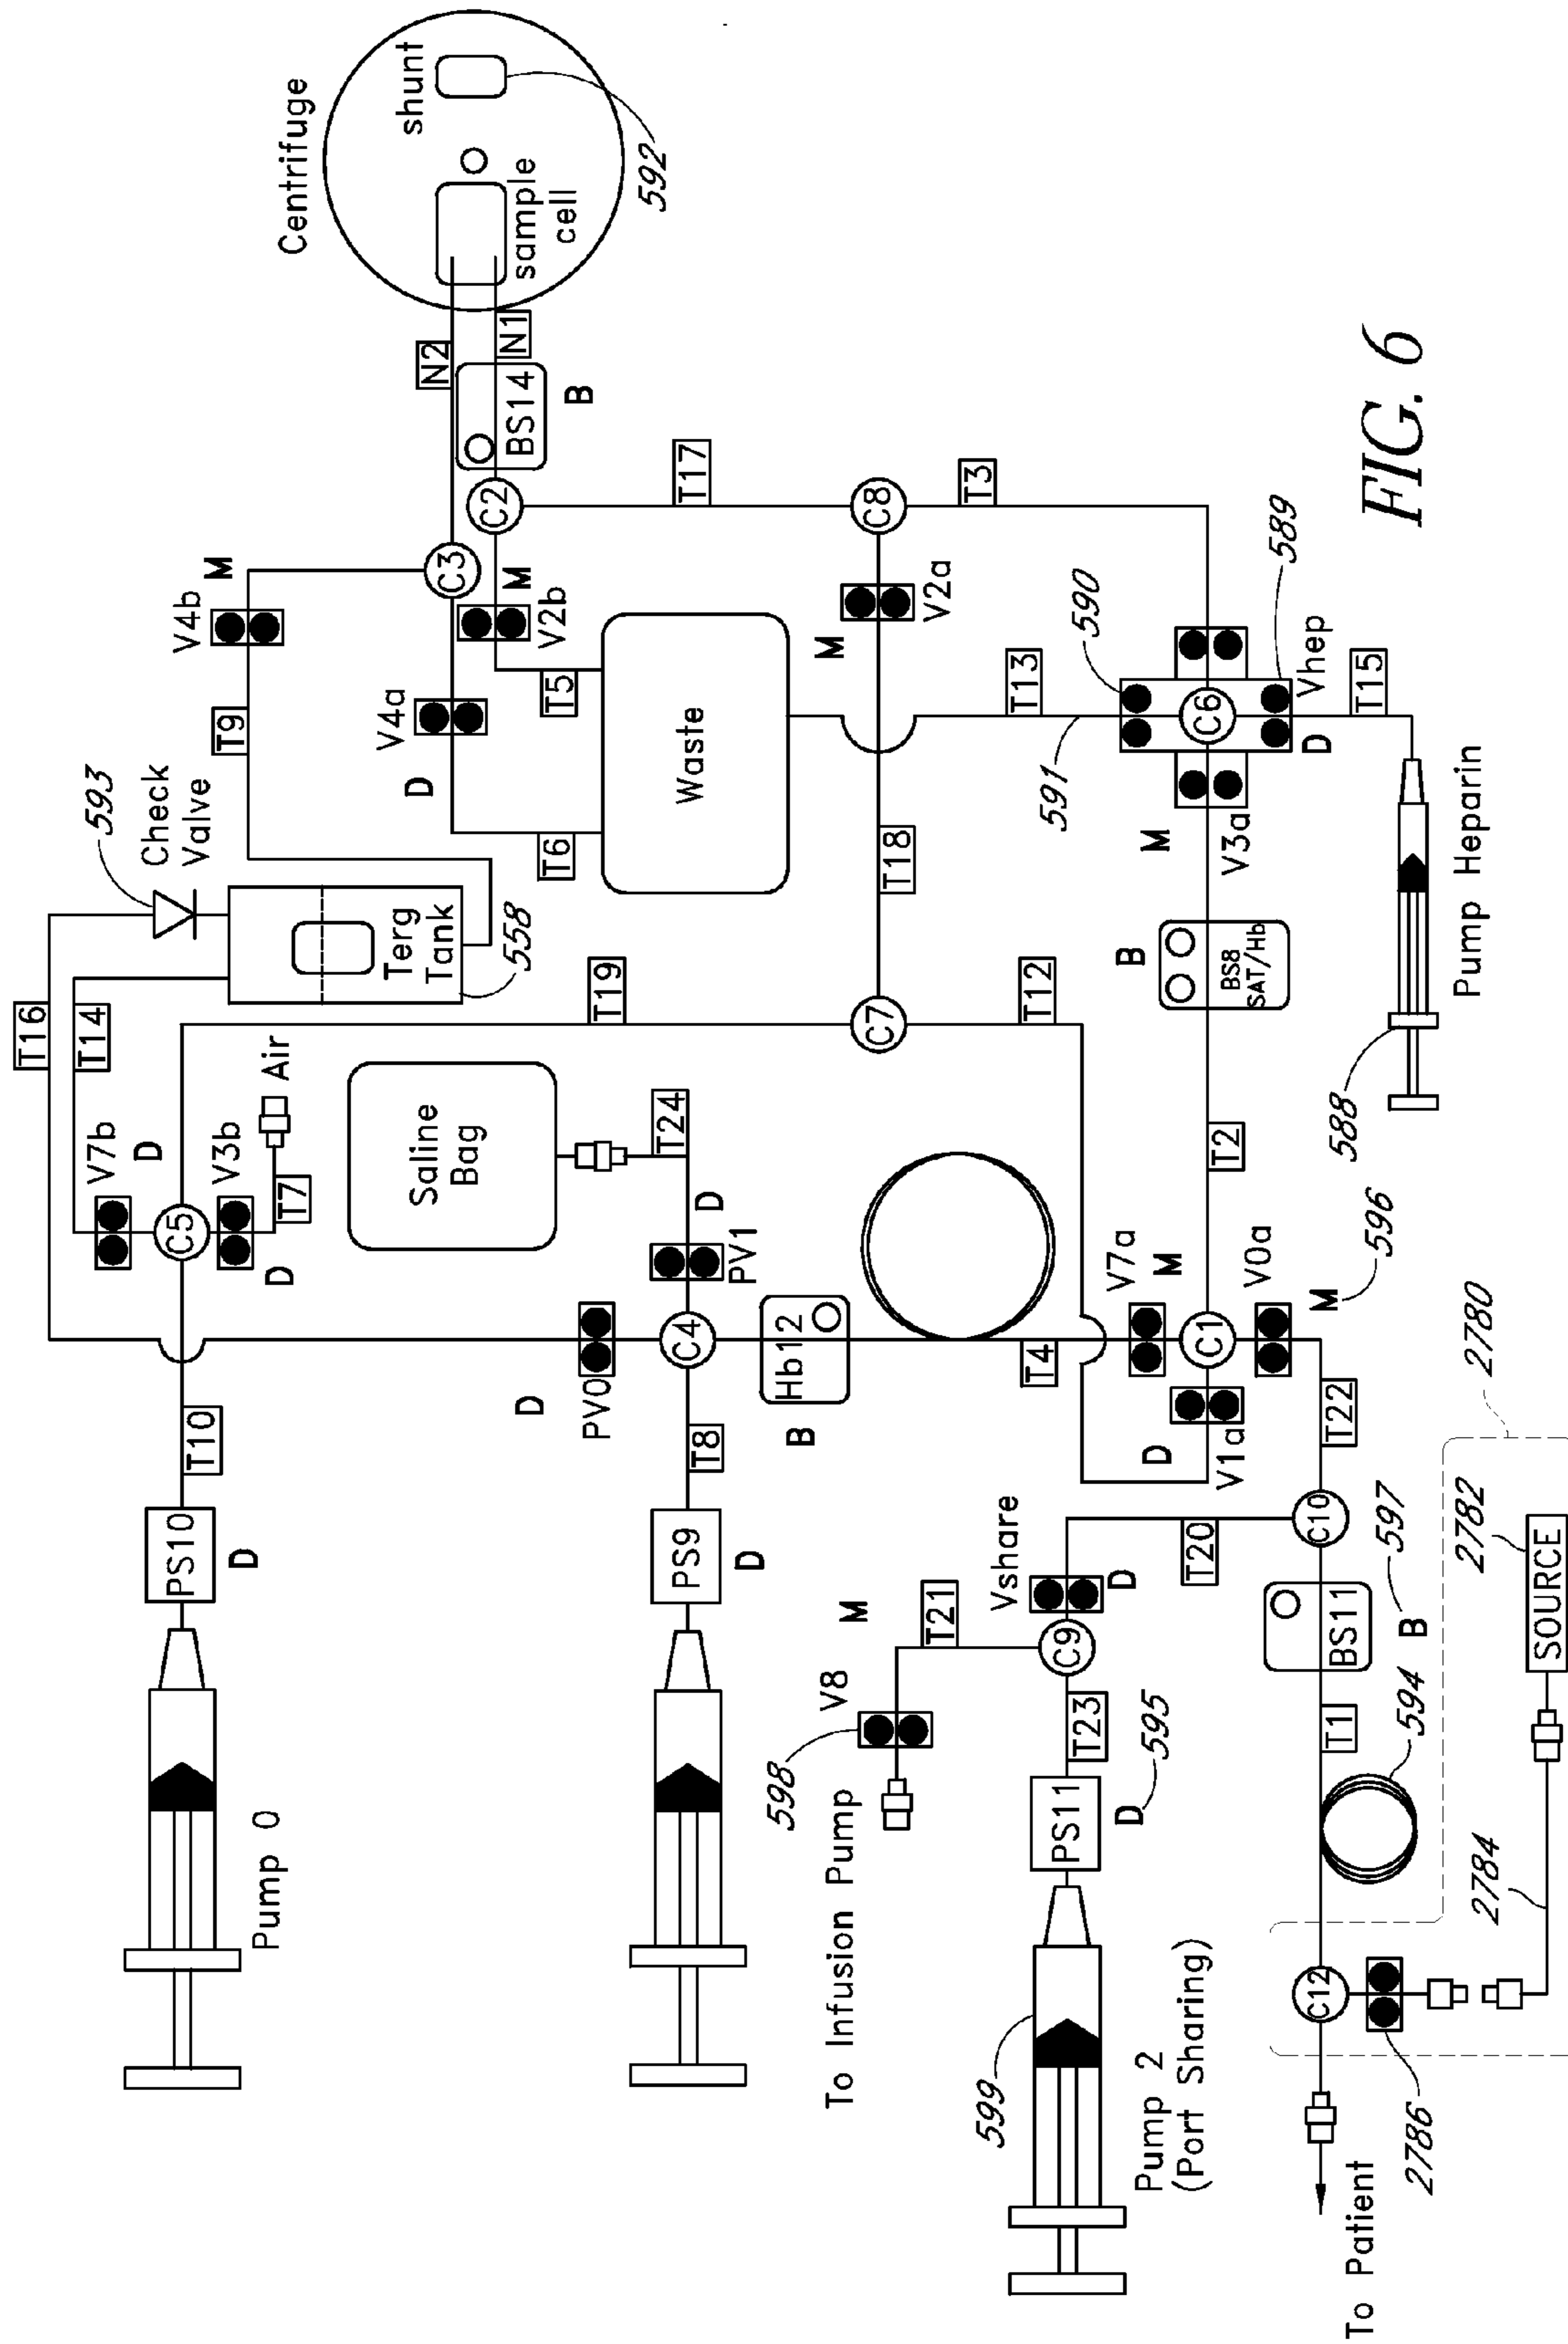 Centrifuge
shunt
sample
cell
592
N2
N1
BS14
B
C2
C3
M
V4b
T9
V4a
D
M
V2b
T5
T6
Waste
T17
C8
T3
M
V2a
T18
T13
591
590
589
C6
Vhep
D
T15
M
V3a
B
BS8
SAT/Hb
Pump Heparin
588
593
Check
Valve
Terg
Tank
558
T16
T14
T19
C7
T12
V7b
D
C5
V3b
D
T7
Air
Saline
Bag
T24
D
PV1
C4
PV0
D
Hb12
B
T4
T2
V7a
M
C1
V0a
M
596
D
V1a
T22
T10
PS10
D
Pump 0
T8
PS9
D
To Infusion Pump
V8
M
598
T21
Vshare
D
C9
T20
T23
PS11
D
595
599
Pump 2
(Port Sharing)
C10
BS11
B
597
T1
594
C12
To Patient
2786
2784
2782
SOURCE
2780
FIG. 6